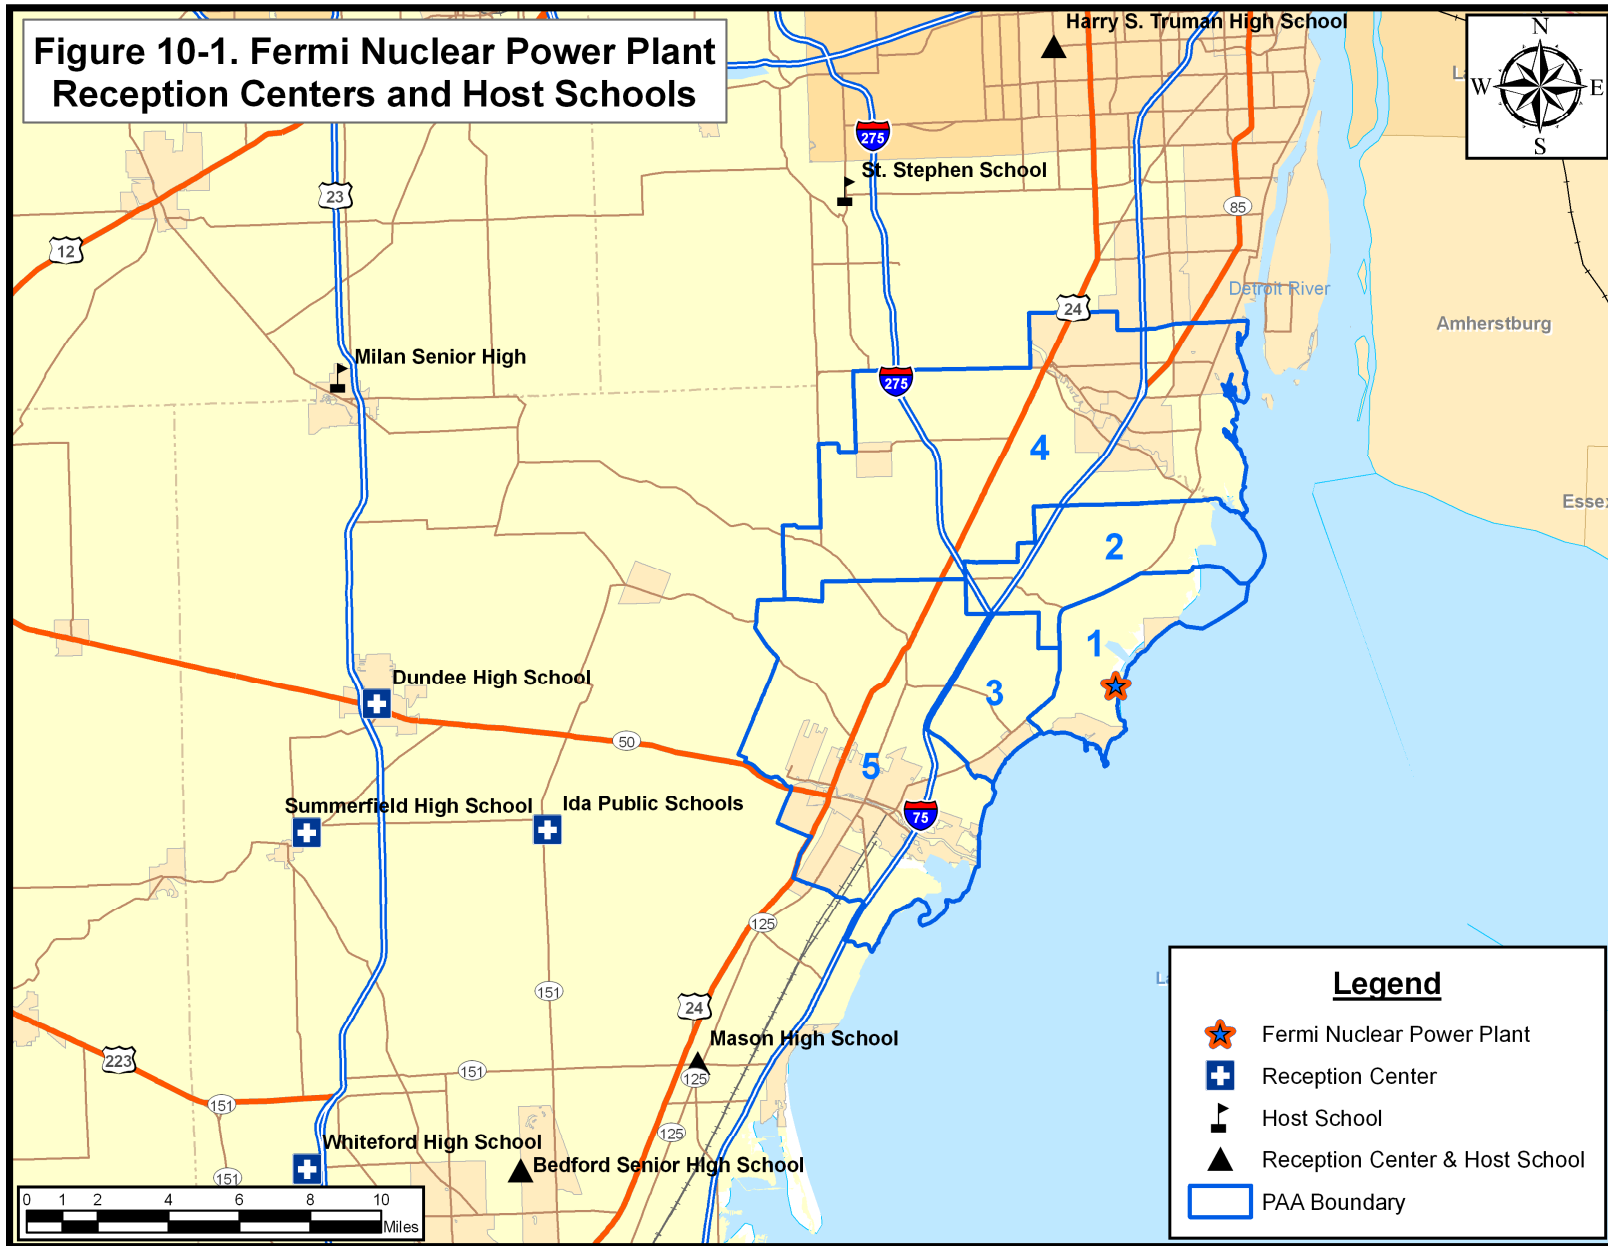 Figure 10-1. Fermi Nuclear Power Plant
Reception Centers and Host Schools
Harry S. Truman High School
N
W
E
S
275
St. Stephen School
23
85
12
Detroit River
24
Amherstburg
Milan Senior High
275
4
Essex
2
1
Dundee High School
3
50
5
Summerfield High School
Ida Public Schools
75
125
151
24
Mason High School
223
151
125
151
125
Whiteford High School
Bedford Senior HIgh School
151
0 1 2 4 6 8 10
Miles
Legend
Fermi Nuclear Power Plant
Reception Center
Host School
Reception Center & Host School
PAA Boundary